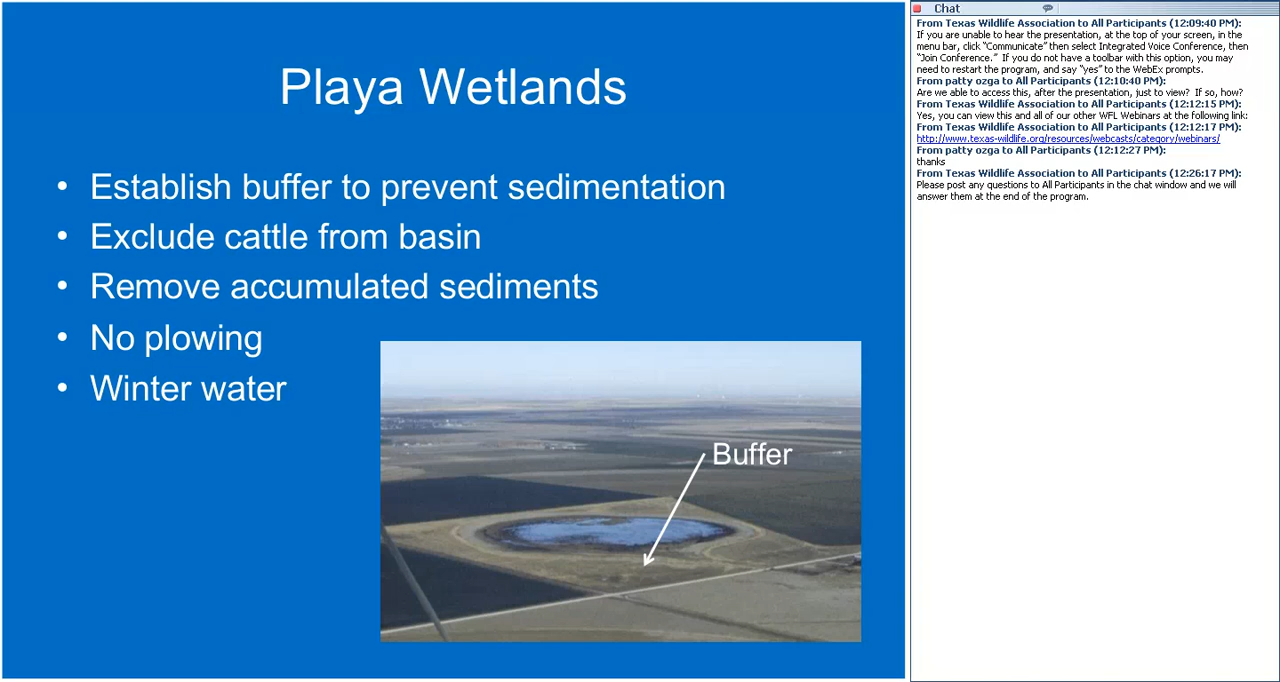 Playa Wetlands
• Establish buffer to prevent sedimentation
• Exclude cattle from basin
• Remove accumulated sediments
• No plowing
• Winter water
Buffer
Chat
From Texas Wildlife Association to All Participants (12:09:40 PM):
If you are unable to hear the presentation, at the top of your screen, in the
menu bar, click “Communicate” then select Integrated Voice Conference, then
“Join Conference.”  If you do not have a toolbar with this option, you may
need to restart the program, and say “yes” to the WebEx prompts.
From patty ozga to All Participants (12:10:40 PM):
Are we able to access this, after the presentation, just to view?  If so, how?
From Texas Wildlife Association to All Participants (12:12:15 PM):
Yes, you can view this and all of our other WFL Webinars at the following link:
From Texas Wildlife Association to All Participants (12:12:17 PM):
http://www.texas-wildlife.org/resources/webcasts/category/webinars/
From patty ozga to All Participants (12:12:27 PM):
thanks
From Texas Wildlife Association to All Participants (12:26:17 PM):
Please post any questions to All Participants in the chat window and we will
answer them at the end of the program.